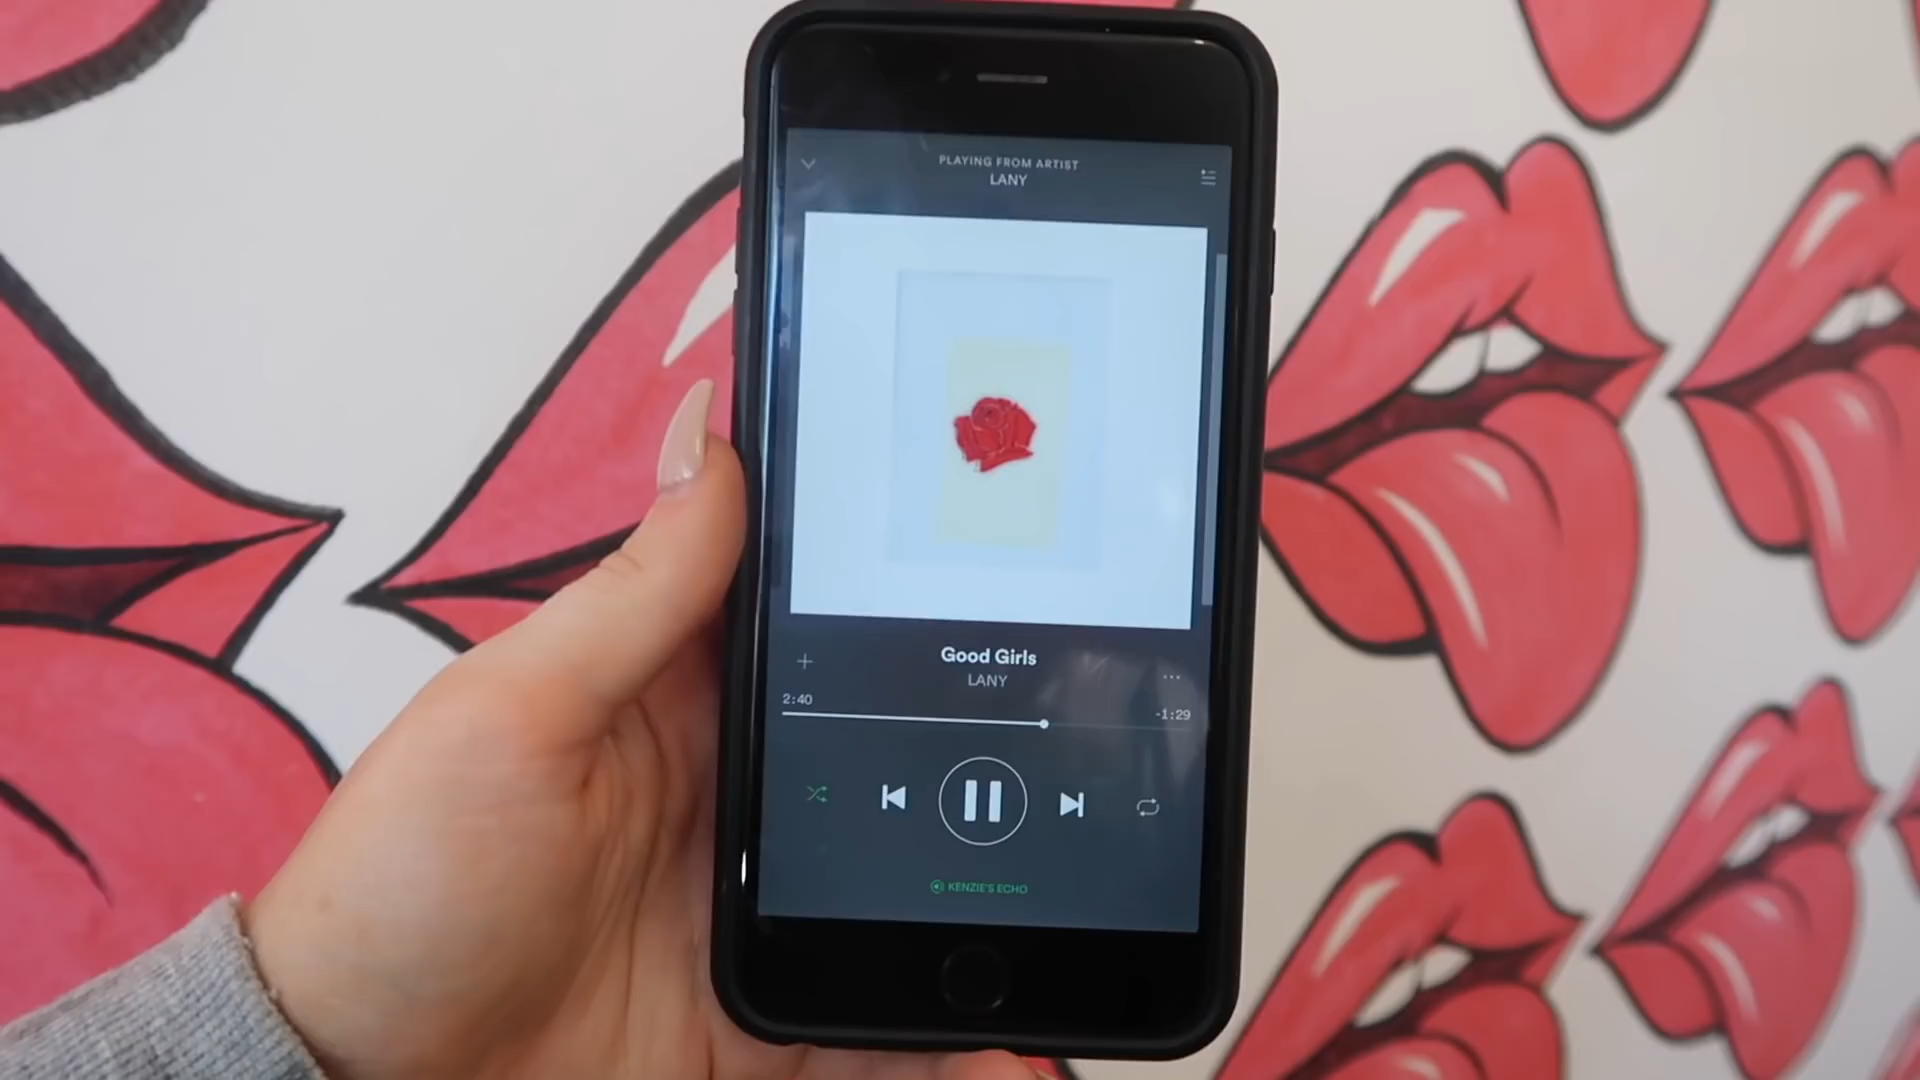 PLAYING FROM ARTIST
LANY
Good Girls
LANY
2:40
-1:29
KENZIE'S ECHO